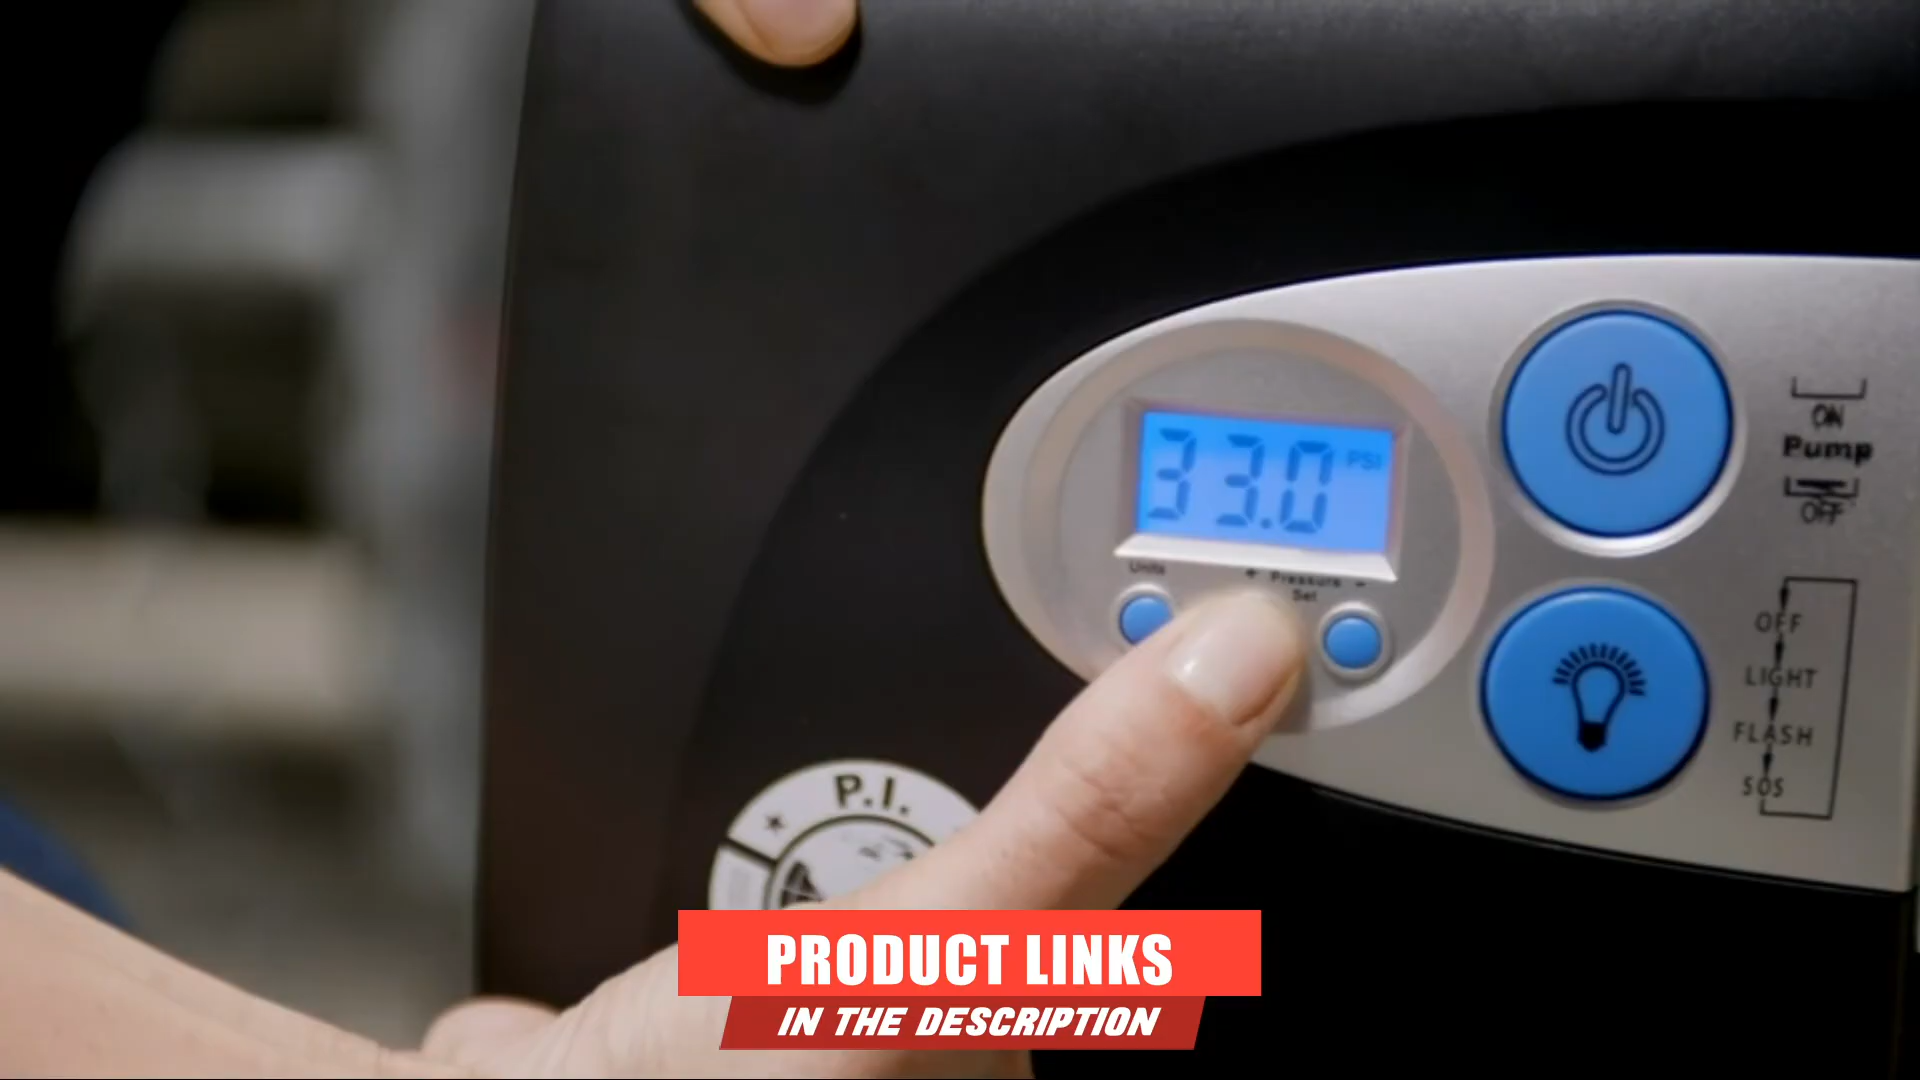 33.0 PSI
Units
+ Pressure -
Set
ON
Pump
OFF
OFF
LIGHT
FLASH
SOS
P.I.
PRODUCT LINKS
IN THE DESCRIPTION